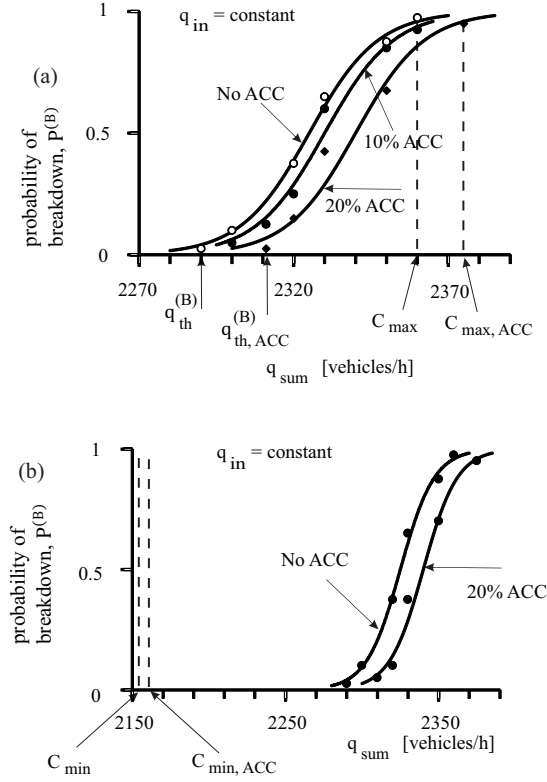 q in = constant
(a)
1
No ACC
0.5
10% ACC
20% ACC
probability of
breakdown, P(B)
0
2270
2320
2370
q th (B)
q th, ACC (B)
C max
C max, ACC
q sum [vehicles/h]
(b)
q in = constant
1
No ACC
0.5
20% ACC
probability of
breakdown, P(B)
0
2150
2250
2350
C min
C min, ACC
q sum [vehicles/h]